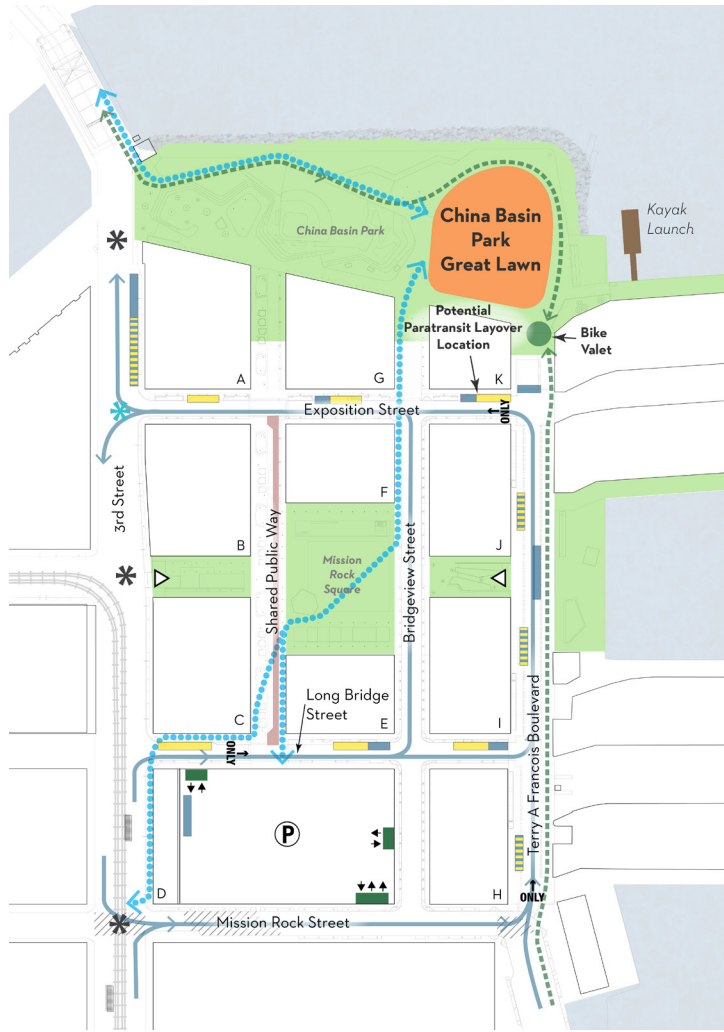 Kayak
Launch
China Basin
Park
Great Lawn
China Basin Park
Potential
Paratransit Layover
Location
Bike
Valet
A
G
K
Exposition Street
ONLY
3rd Street
F
B
Shared Public Way
Mission
Rock
Square
Bridgeview Street
J
C
Long Bridge
Street
E
I
ONLY
Terry A Francois Boulevard
P
D
H
ONLY
Mission Rock Street